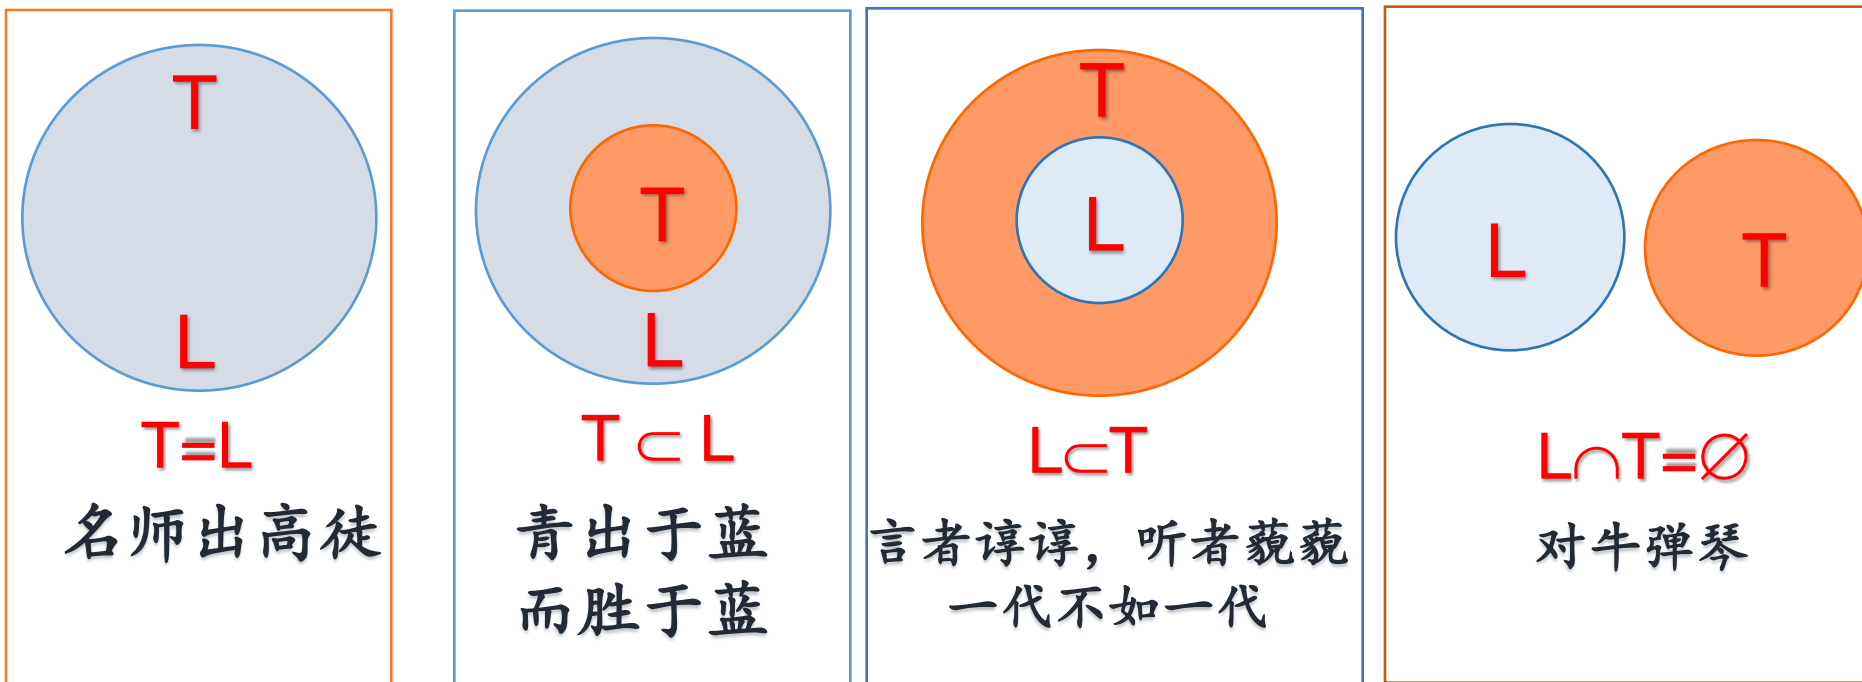 T
L
T=L
名师出高徒
T
L
T ⊂ L
青出于蓝
而胜于蓝
T
L
L⊂T
言者谆谆，听者藐藐
一代不如一代
L
T
L∩T=∅
对牛弹琴